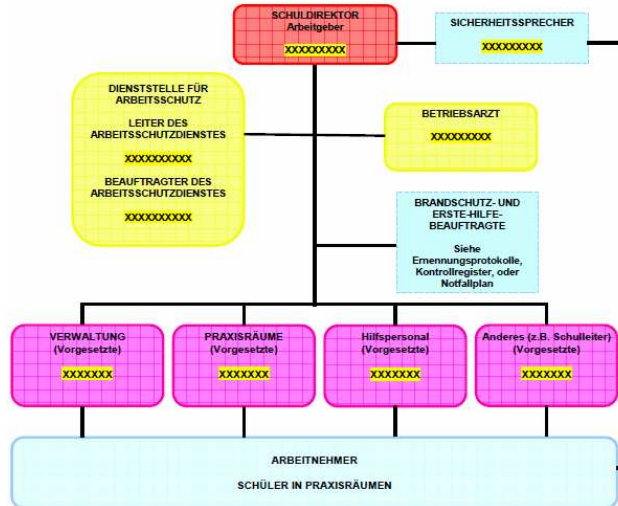 SCHULDIREKTOR
Arbeitgeber
XXXXXXXXX
SICHERHEITSSPRECHER
XXXXXXXXX
DIENSTSTELLE FÜR
ARBEITSSCHUTZ
LEITER DES
ARBEITSSCHUTZDIENSTES
XXXXXXXXXX
BEAUFTRAGTER DES
ARBEITSSCHUTZDIENSTES
XXXXXXXXXX
BETRIEBSARZT
XXXXXXXXX
BRANDSCHUTZ- UND
ERSTE-HILFE-
BEAUFTRAGTE
Siehe
Ernennungsprotokolle,
Kontrollregister, oder
Notfallplan
VERWALTUNG
(Vorgesetzte)
XXXXXXX
PRAXISRÄUME
(Vorgesetzte)
XXXXXXX
Hilfspersonal
(Vorgesetzte)
XXXXXXX
Anderes (z.B. Schulleiter)
(Vorgesetzte)
XXXXXXX
ARBEITNEHMER
SCHÜLER IN PRAXISRÄUMEN